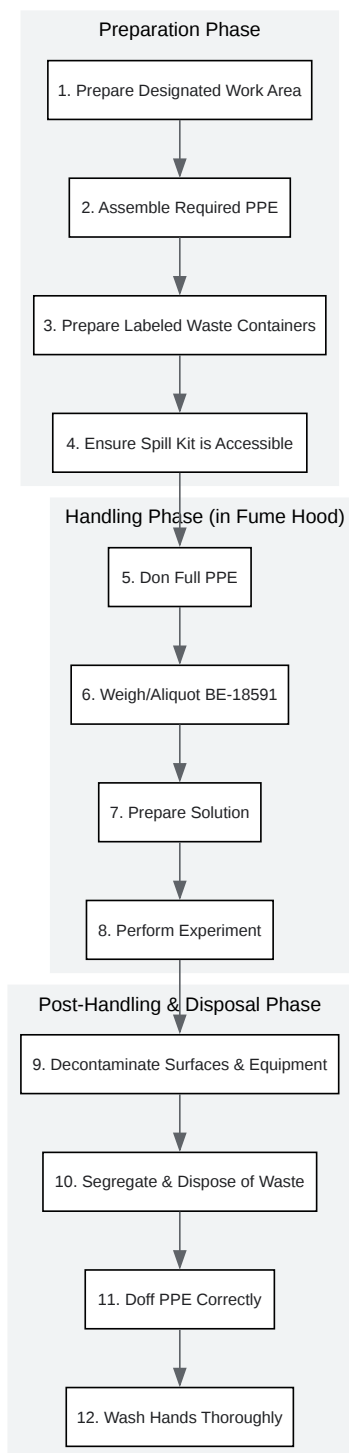 Preparation Phase
1. Prepare Designated Work Area
2. Assemble Required PPE
3. Prepare Labeled Waste Containers
4. Ensure Spill Kit is Accessible
Handling Phase (in Fume Hood)
5. Don Full PPE
6. Weigh/Aliquot BE-18591
7. Prepare Solution
8. Perform Experiment
Post-Handling & Disposal Phase
9. Decontaminate Surfaces & Equipment
10. Segregate & Dispose of Waste
11. Doff PPE Correctly
12. Wash Hands Thoroughly